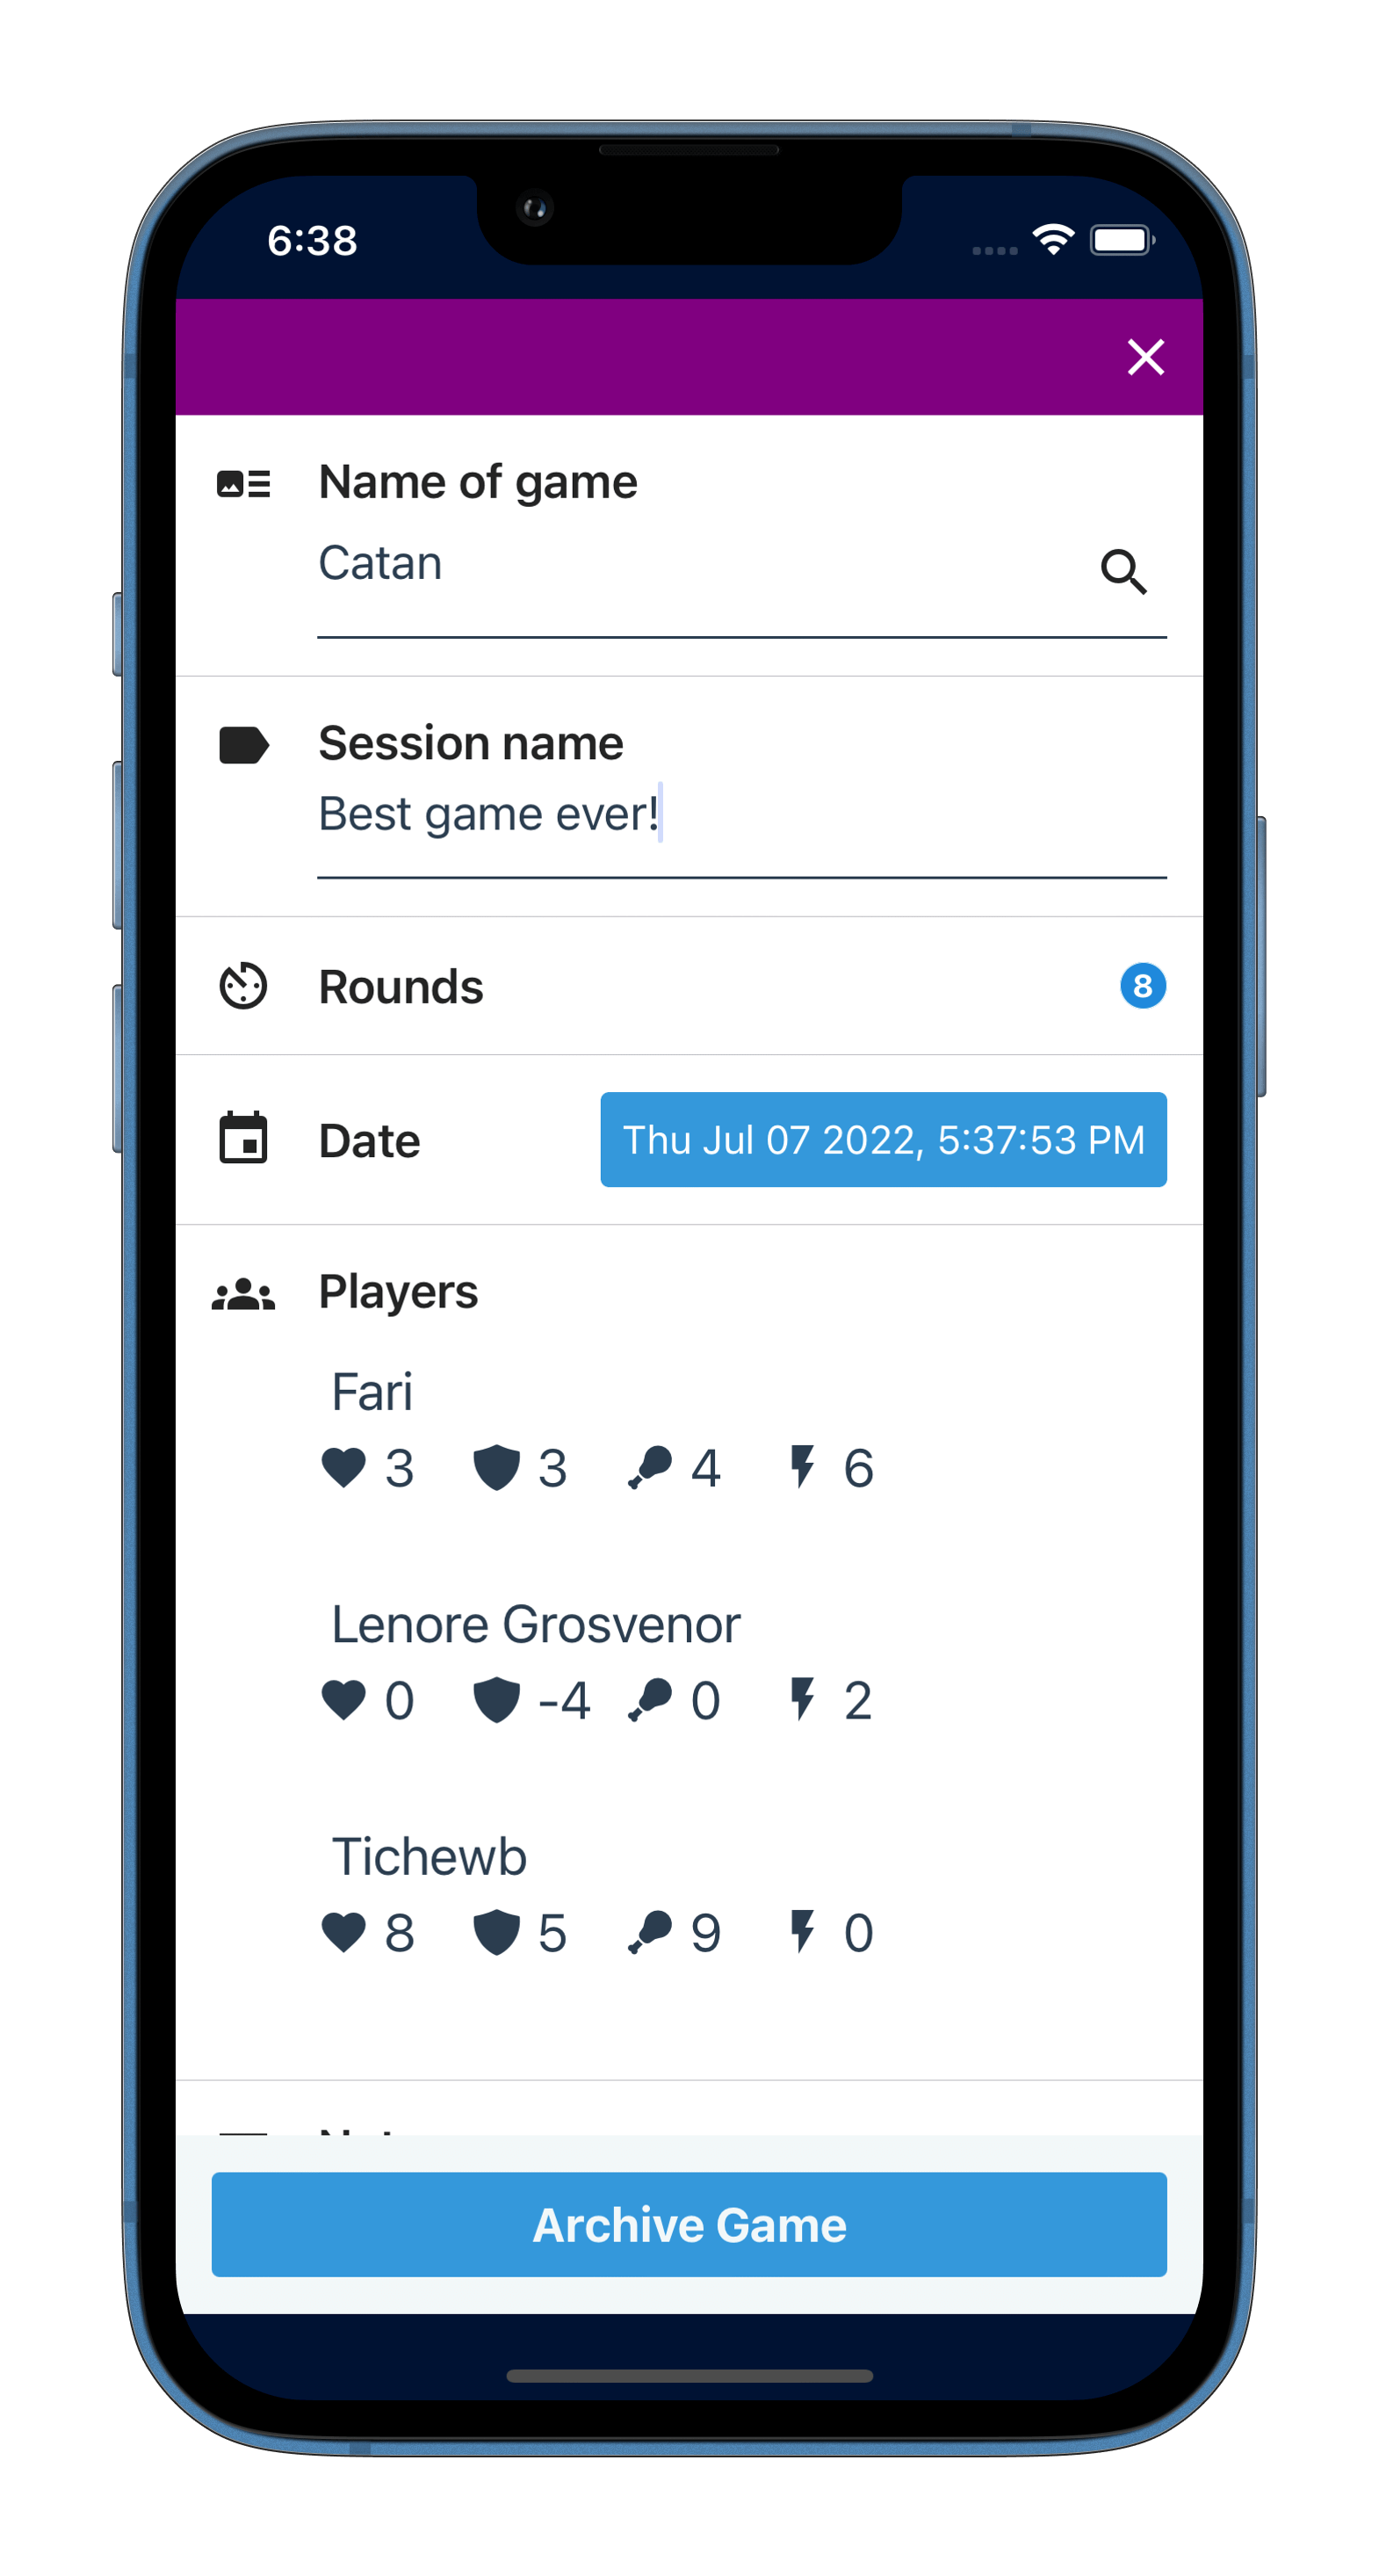 6:38
Name of game
Catan
Session name
Best game ever!
Rounds
8
Date
Thu Jul 07 2022, 5:37:53 PM
Players
Fari
3 3 4 6
Lenore Grosvenor
0 -4 0 2
Tichewb
8 5 9 0
Archive Game